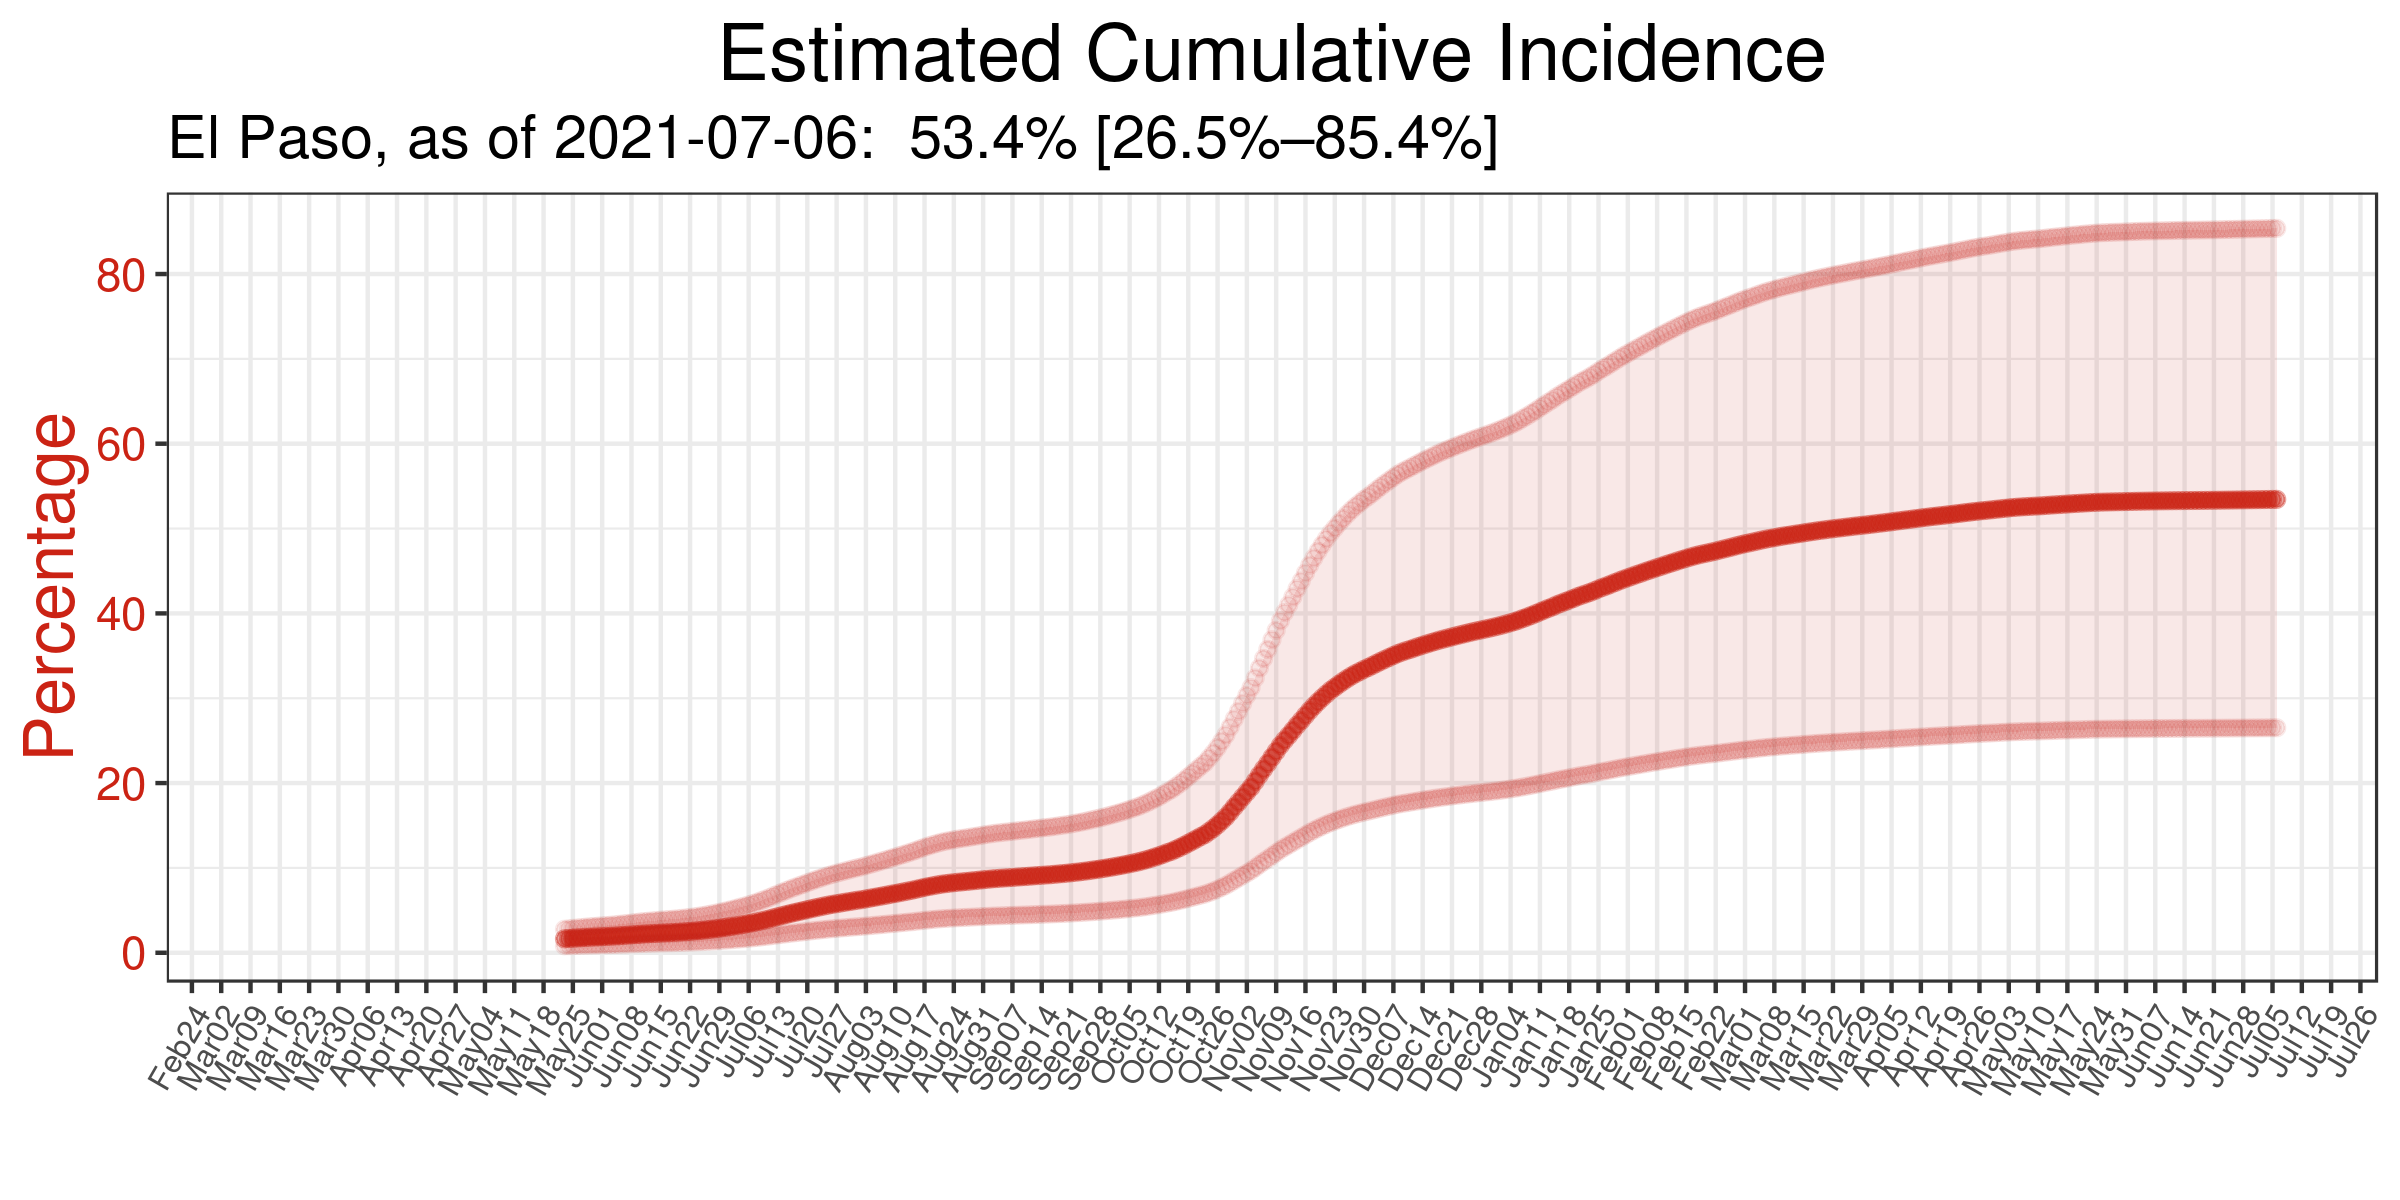 Estimated Cumulative Incidence
El Paso, as of 2021-07-06:  53.4% [26.5%–85.4%]
Percentage
80
60
40
20
0
Feb24
Mar02
Mar09
Mar16
Mar23
Mar30
Apr06
Apr13
Apr20
Apr27
May04
May11
May18
May25
Jun01
Jun08
Jun15
Jun22
Jun29
Jul06
Jul13
Jul20
Jul27
Aug03
Aug10
Aug17
Aug24
Aug31
Sep07
Sep14
Sep21
Sep28
Oct05
Oct12
Oct19
Oct26
Nov02
Nov09
Nov16
Nov23
Nov30
Dec07
Dec14
Dec21
Dec28
Jan04
Jan11
Jan18
Jan25
Feb01
Feb08
Feb15
Feb22
Mar01
Mar08
Mar15
Mar22
Mar29
Apr05
Apr12
Apr19
Apr26
May03
May10
May17
May24
May31
Jun07
Jun14
Jun21
Jun28
Jul05
Jul12
Jul19
Jul26